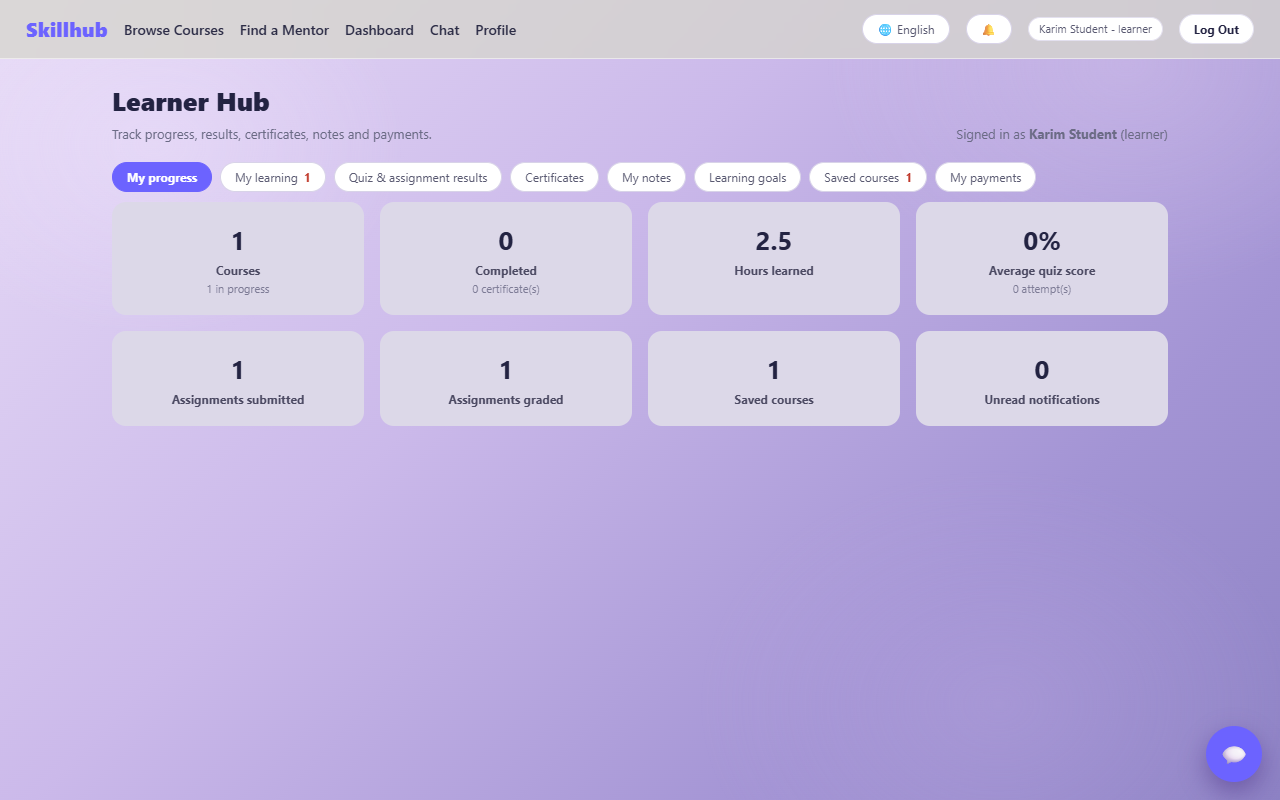 Skillhub Browse Courses Find a Mentor Dashboard Chat Profile 🌐 English 🔔 Karim Student - learner Log Out
Learner Hub
Track progress, results, certificates, notes and payments. Signed in as Karim Student (learner)
My progress My learning 1 Quiz & assignment results Certificates My notes Learning goals Saved courses 1 My payments
1 0 2.5 0%
Courses Completed Hours learned Average quiz score
1 in progress 0 certificate(s) 0 attempt(s)
1 1 1 0
Assignments submitted Assignments graded Saved courses Unread notifications